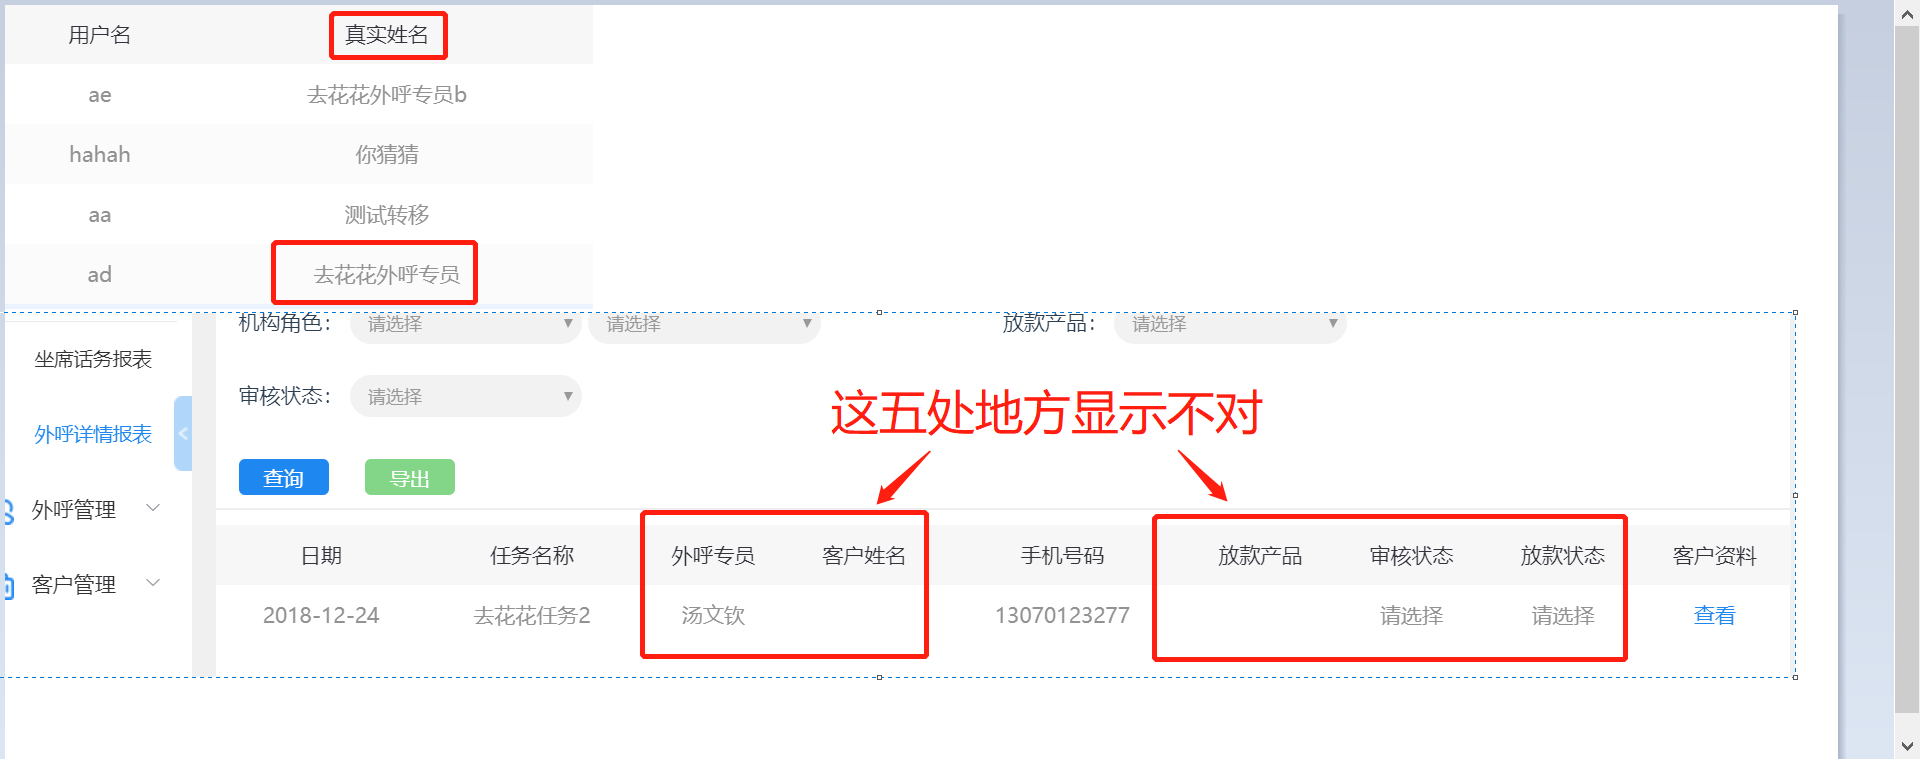 用户名 真实姓名
ae 去花花外呼专员b
hahah 你猜猜
aa 测试转移
ad 去花花外呼专员
机构角色： 请选择 请选择 放款产品： 请选择
坐席话务报表
审核状态： 请选择
这五处地方显示不对
外呼详情报表
查询 导出
外呼管理
日期 任务名称 外呼专员 客户姓名 手机号码 放款产品 审核状态 放款状态 客户资料
客户管理
2018-12-24 去花花任务2 汤文钦 13070123277 请选择 请选择 查看